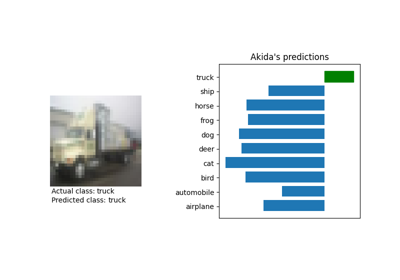 Akida's predictions
truck
ship
horse
frog
dog
deer
cat
bird
automobile
airplane
Actual class: truck
Predicted class: truck